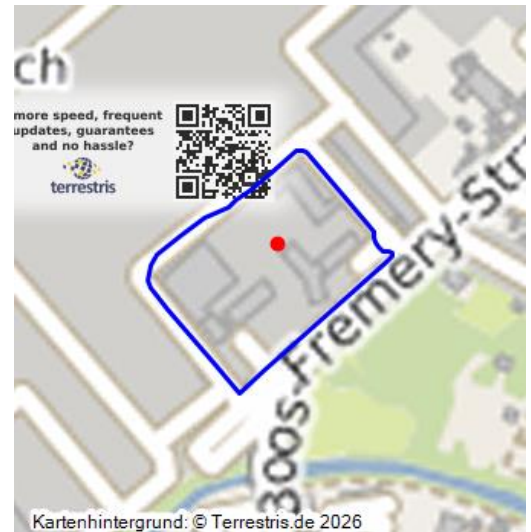 ch
more speed, frequent
updates, guarantees
and no hassle?
terrestris
Boos-Fremery-Str
Kartenhintergrund: © Terrestris.de 2026